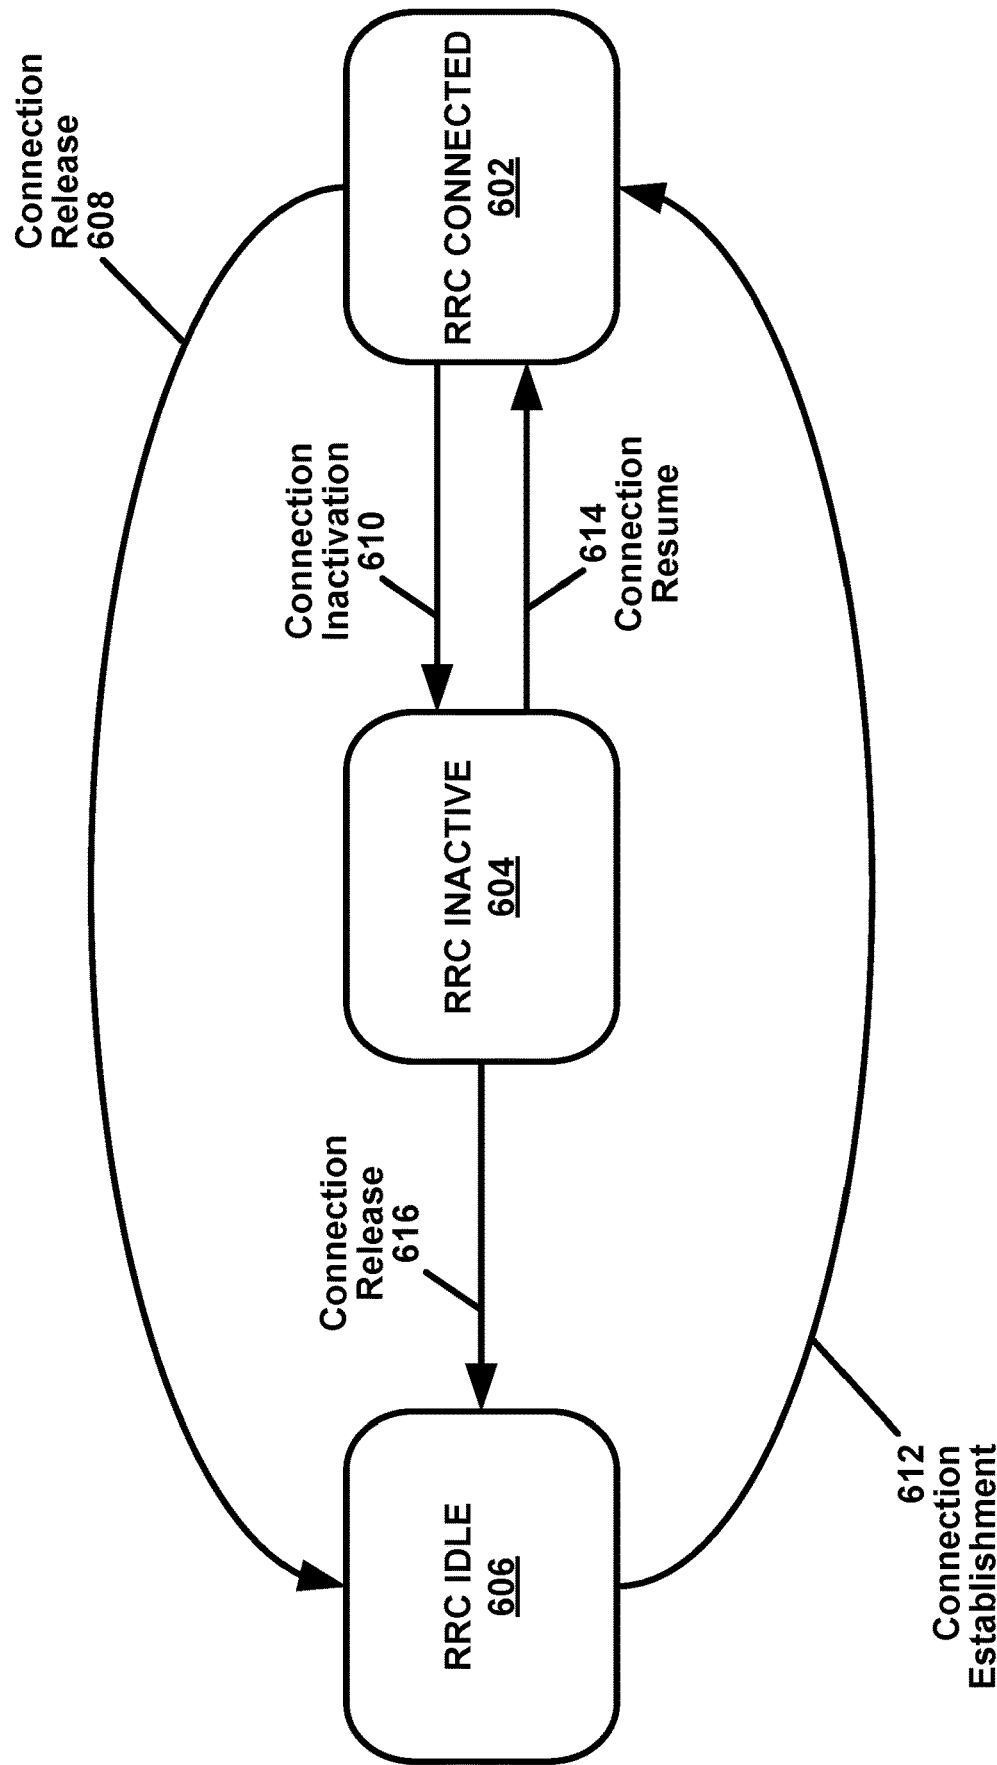 Connection
Release
608
RRC CONNECTED
602
Connection
Inactivation
610
614
Connection
Resume
RRC INACTIVE
604
Connection
Release
616
RRC IDLE
606
612
Connection
Establishment